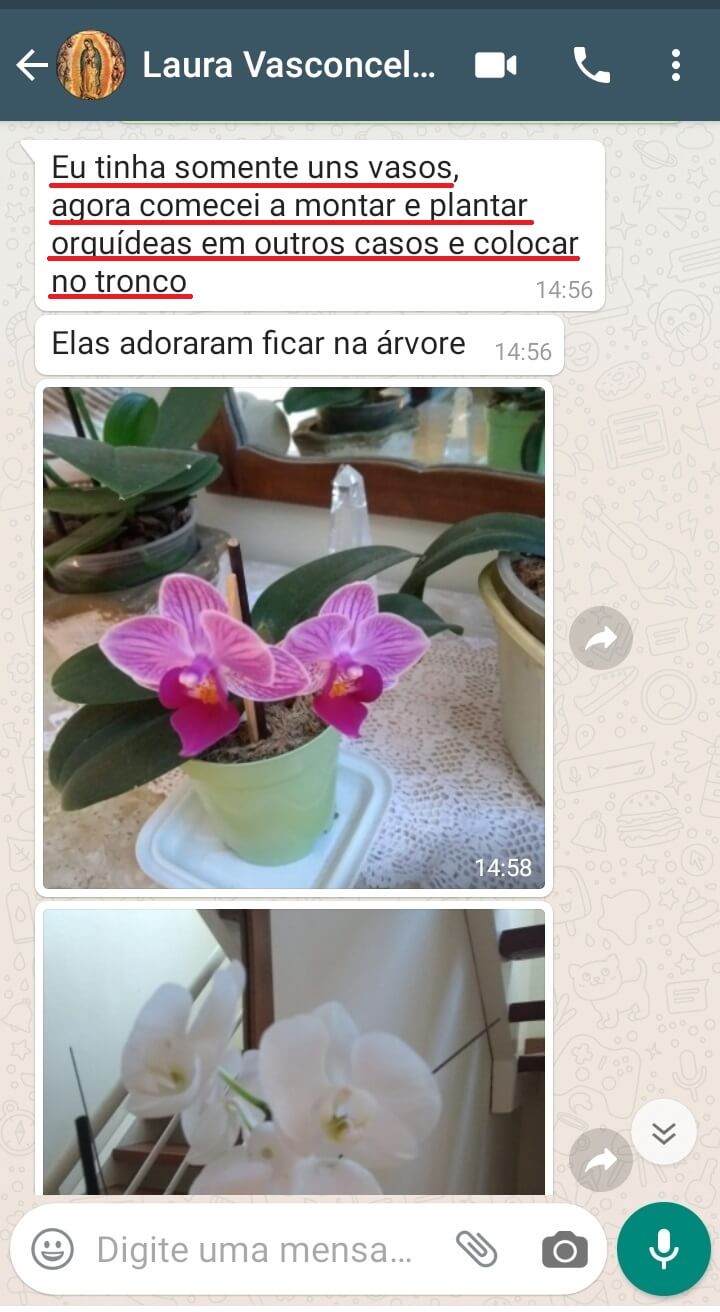 Laura Vasconcel...
Eu tinha somente uns vasos,
agora comecei a montar e plantar
orquídeas em outros casos e colocar
no tronco
14:56
Elas adoraram ficar na árvore 14:56
14:58
Digite uma mensa...